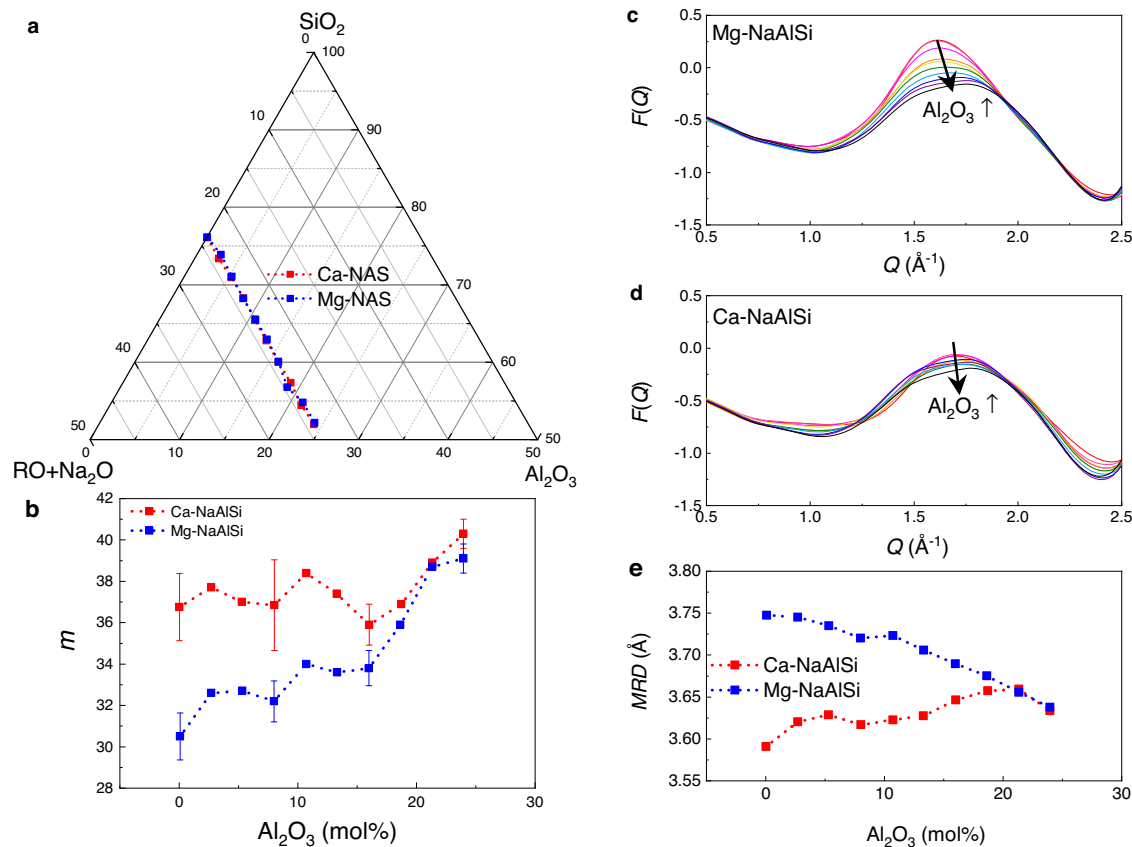 a
SiO2
0
100
10
90
20
80
30
70
40
60
50
50
0
10
20
30
40
50
RO+Na2O
Al2O3
Ca-NAS
Mg-NAS
b
Ca-NaAlSi
Mg-NaAlSi
m
42
40
38
36
34
32
30
28
0
10
20
30
Al2O3 (mol%)
c
Mg-NaAlSi
F(Q)
0.5
0.0
-0.5
-1.0
-1.5
Al2O3 ↑
0.5
1.0
1.5
2.0
2.5
Q (Å-1)
d
Ca-NaAlSi
F(Q)
0.5
0.0
-0.5
-1.0
-1.5
Al2O3 ↑
0.5
1.0
1.5
2.0
2.5
Q (Å-1)
e
MRD (Å)
3.80
3.75
3.70
3.65
3.60
3.55
Ca-NaAlSi
Mg-NaAlSi
0
10
20
30
Al2O3 (mol%)